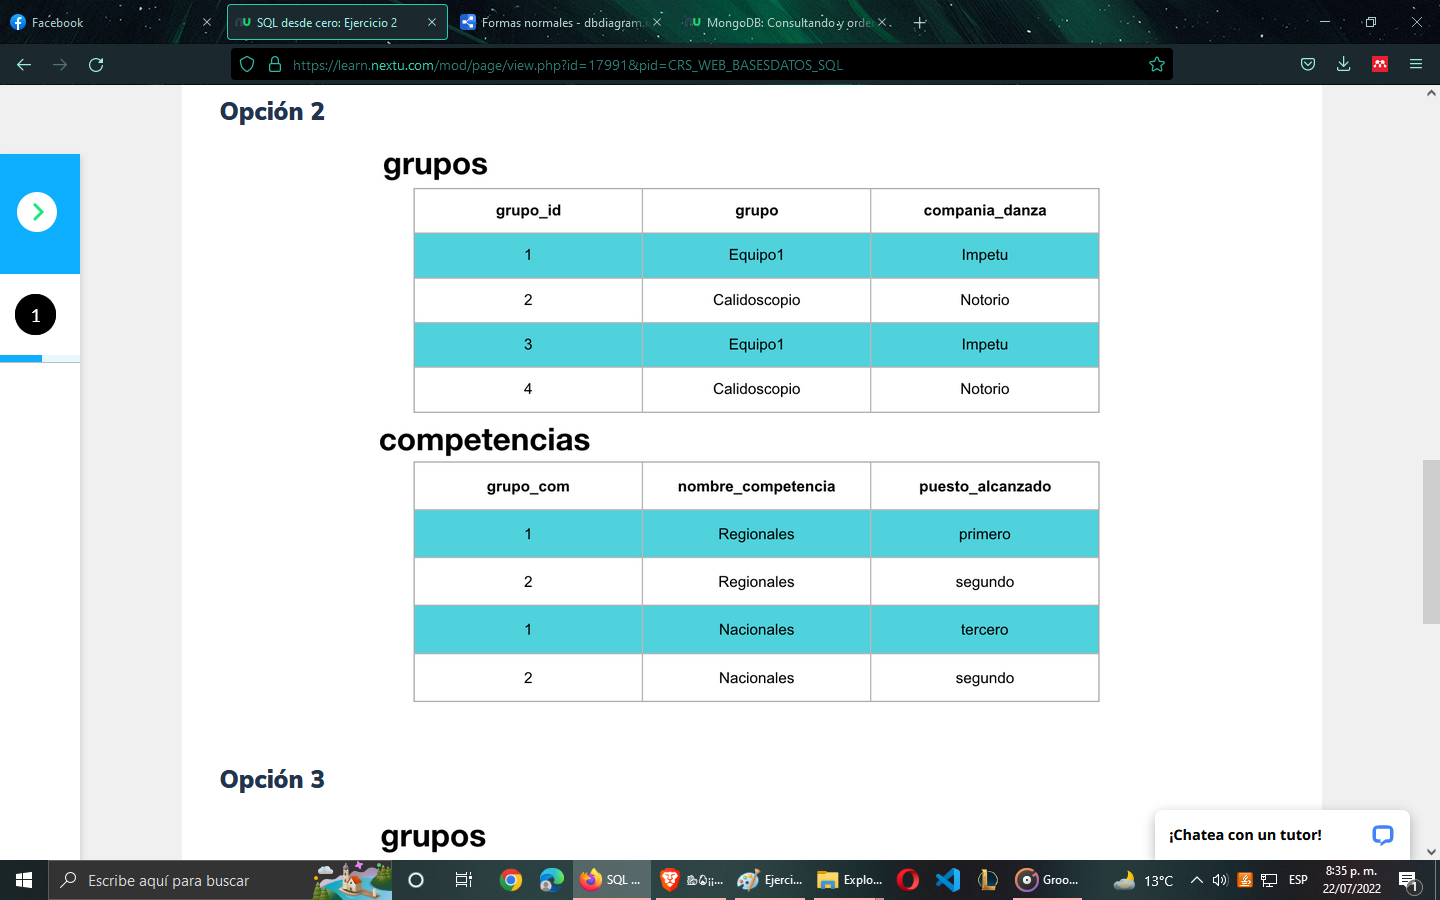 Facebook
SQL desde cero: Ejercicio 2
Formas normales - dbdiagram.
MongoDB: Consultando y orde
https://learn.nextu.com/mod/page/view.php?id=17991&pid=CRS_WEB_BASESDATOS_SQL
Opción 2
grupos
grupo_id grupo compania_danza
1 Equipo1 Impetu
2 Calidoscopio Notorio
3 Equipo1 Impetu
4 Calidoscopio Notorio
1
competencias
grupo_com nombre_competencia puesto_alcanzado
1 Regionales primero
2 Regionales segundo
1 Nacionales tercero
2 Nacionales segundo
Opción 3
grupos
¡Chatea con un tutor!
Escribe aquí para buscar
SQL ...
Ejerci...
Explo...
Groo...
13°C
ESP
8:35 p. m.
22/07/2022
1